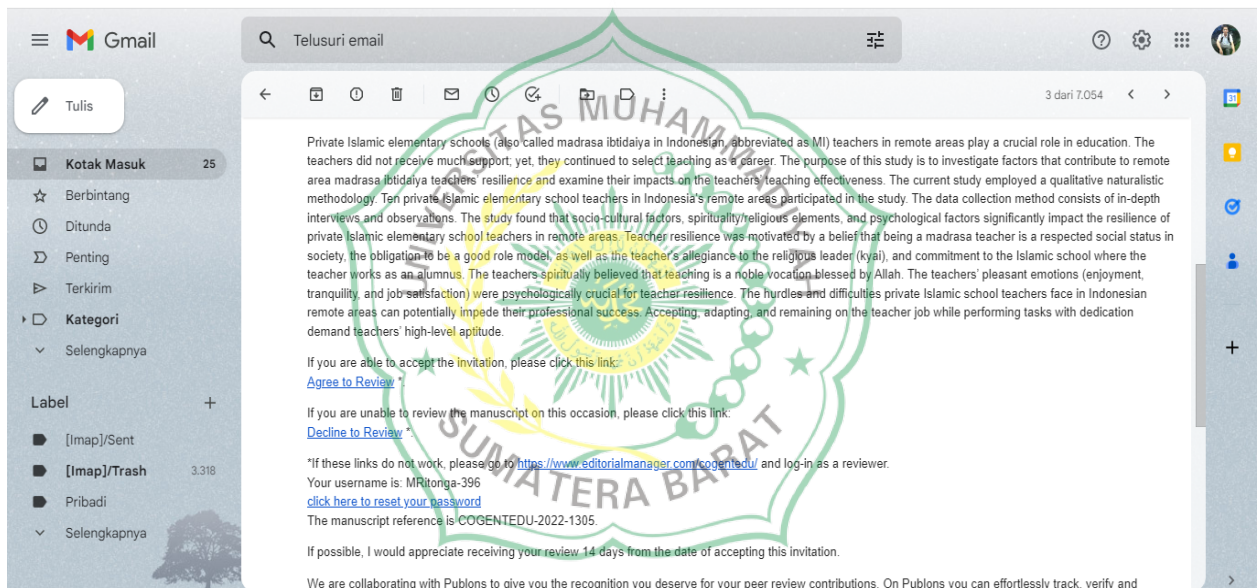 Gmail
Telusuri email
Tulis
3 dari 7.054
Kotak Masuk 25
Berbintang
Ditunda
Penting
Terkirim
Kategori
Selengkapnya
Label
[Imap]/Sent
[Imap]/Trash 3.318
Pribadi
Selengkapnya
Private Islamic elementary schools (also called madrasa ibtidaiya in Indonesian, abbreviated as MI) teachers in remote areas play a crucial role in education. The
teachers did not receive much support; yet, they continued to select teaching as a career. The purpose of this study is to investigate factors that contribute to remote
area madrasa ibtidaiya teachers' resilience and examine their impacts on the teachers' teaching effectiveness. The current study employed a qualitative naturalistic
methodology. Ten private Islamic elementary school teachers in Indonesia's remote areas participated in the study. The data collection method consists of in-depth
interviews and observations. The study found that socio-cultural factors, spirituality/religious elements, and psychological factors significantly impact the resilience of
private Islamic elementary school teachers in remote areas. Teacher resilience was motivated by a belief that being a madrasa teacher is a respected social status in
society, the obligation to be a good role model, as well as the teacher's allegiance to the religious leader (kyai), and commitment to the Islamic school where the
teacher works as an alumnus. The teachers spiritually believed that teaching is a noble vocation blessed by Allah. The teachers' pleasant emotions (enjoyment,
tranquility, and job satisfaction) were psychologically crucial for teacher resilience. The hurdles and difficulties private Islamic school teachers face in Indonesian
remote areas can potentially impede their professional success. Accepting, adapting, and remaining on the teacher job while performing tasks with dedication
demand teachers' high-level aptitude.
If you are able to accept the invitation, please click this link:
Agree to Review *.
If you are unable to review the manuscript on this occasion, please click this link:
Decline to Review *.
*If these links do not work, please go to https://www.editorialmanager.com/cogentedu/ and log-in as a reviewer.
Your username is: MRitonga-396
click here to reset your password
The manuscript reference is COGENTEDU-2022-1305.
If possible, I would appreciate receiving your review 14 days from the date of accepting this invitation.
We are collaborating with Publons to give you the recognition you deserve for your peer review contributions. On Publons you can effortlessly track, verify and
31
UNIVERSITAS MUHAMMADIYAH
SUMATERA BARAT